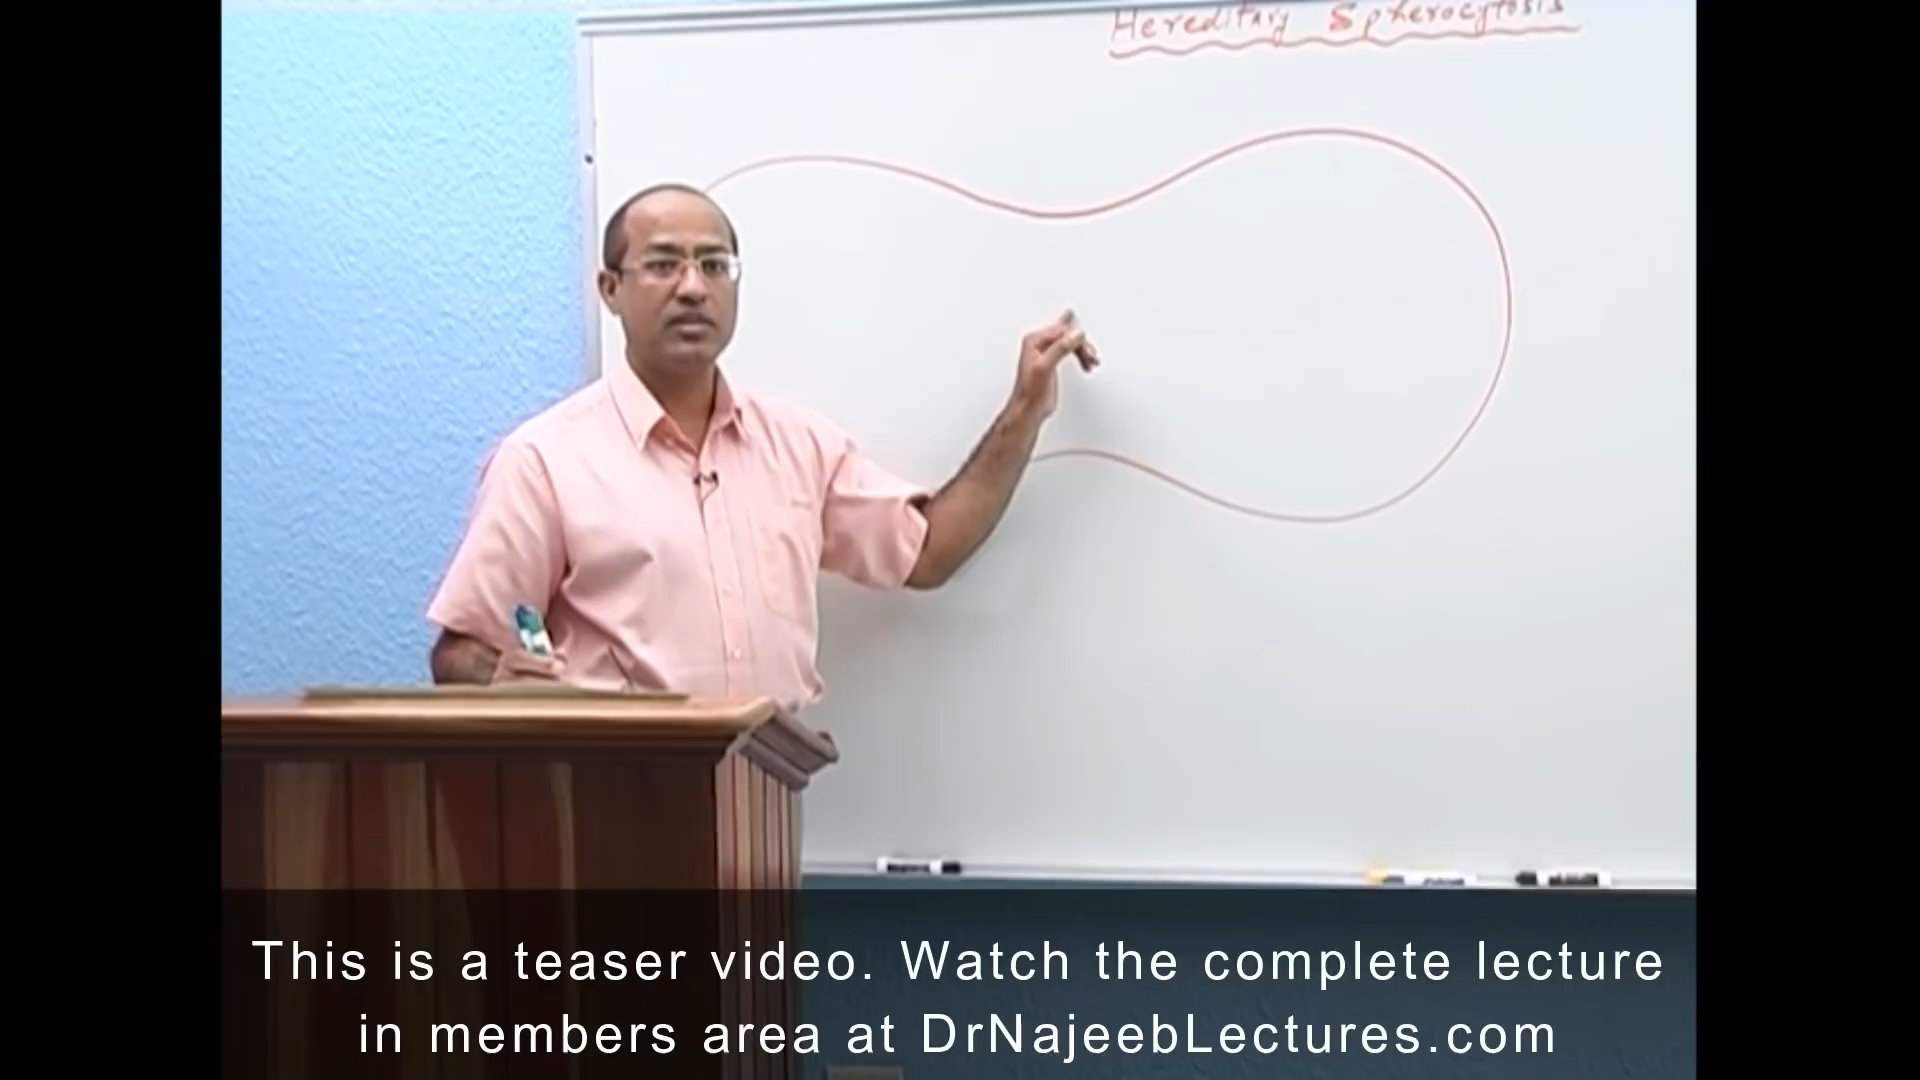 Hereditary Spherocytosis
This is a teaser video. Watch the complete lecture
in members area at DrNajeebLectures.com